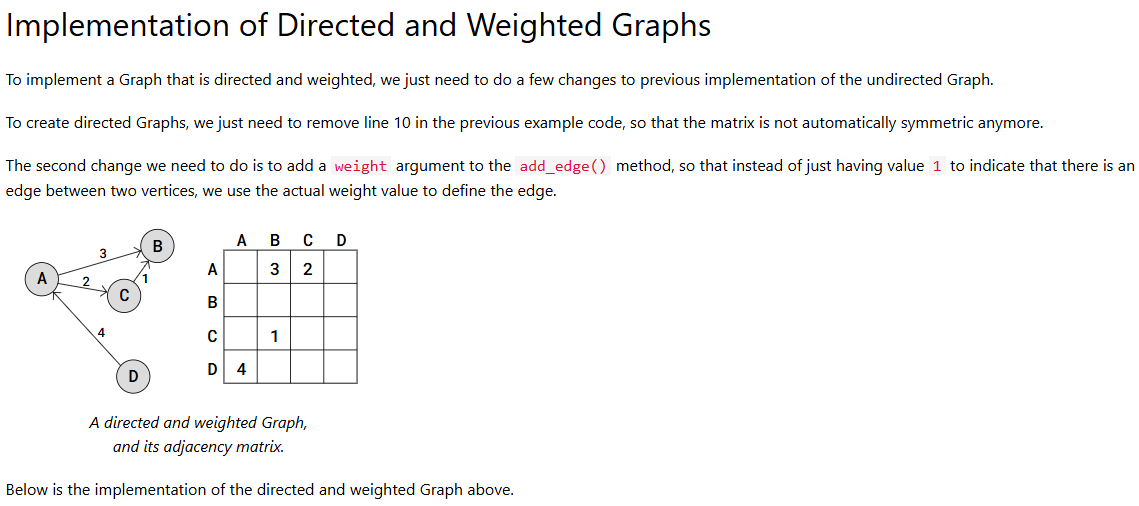 Implementation of Directed and Weighted Graphs
To implement a Graph that is directed and weighted, we just need to do a few changes to previous implementation of the undirected Graph.
To create directed Graphs, we just need to remove line 10 in the previous example code, so that the matrix is not automatically symmetric anymore.
The second change we need to do is to add a weight argument to the add_edge() method, so that instead of just having value 1 to indicate that there is an
edge between two vertices, we use the actual weight value to define the edge.
A
B
C
D
3
2
1
4
A B C D
A 3 2
B
C 1
D 4
A directed and weighted Graph,
and its adjacency matrix.
Below is the implementation of the directed and weighted Graph above.